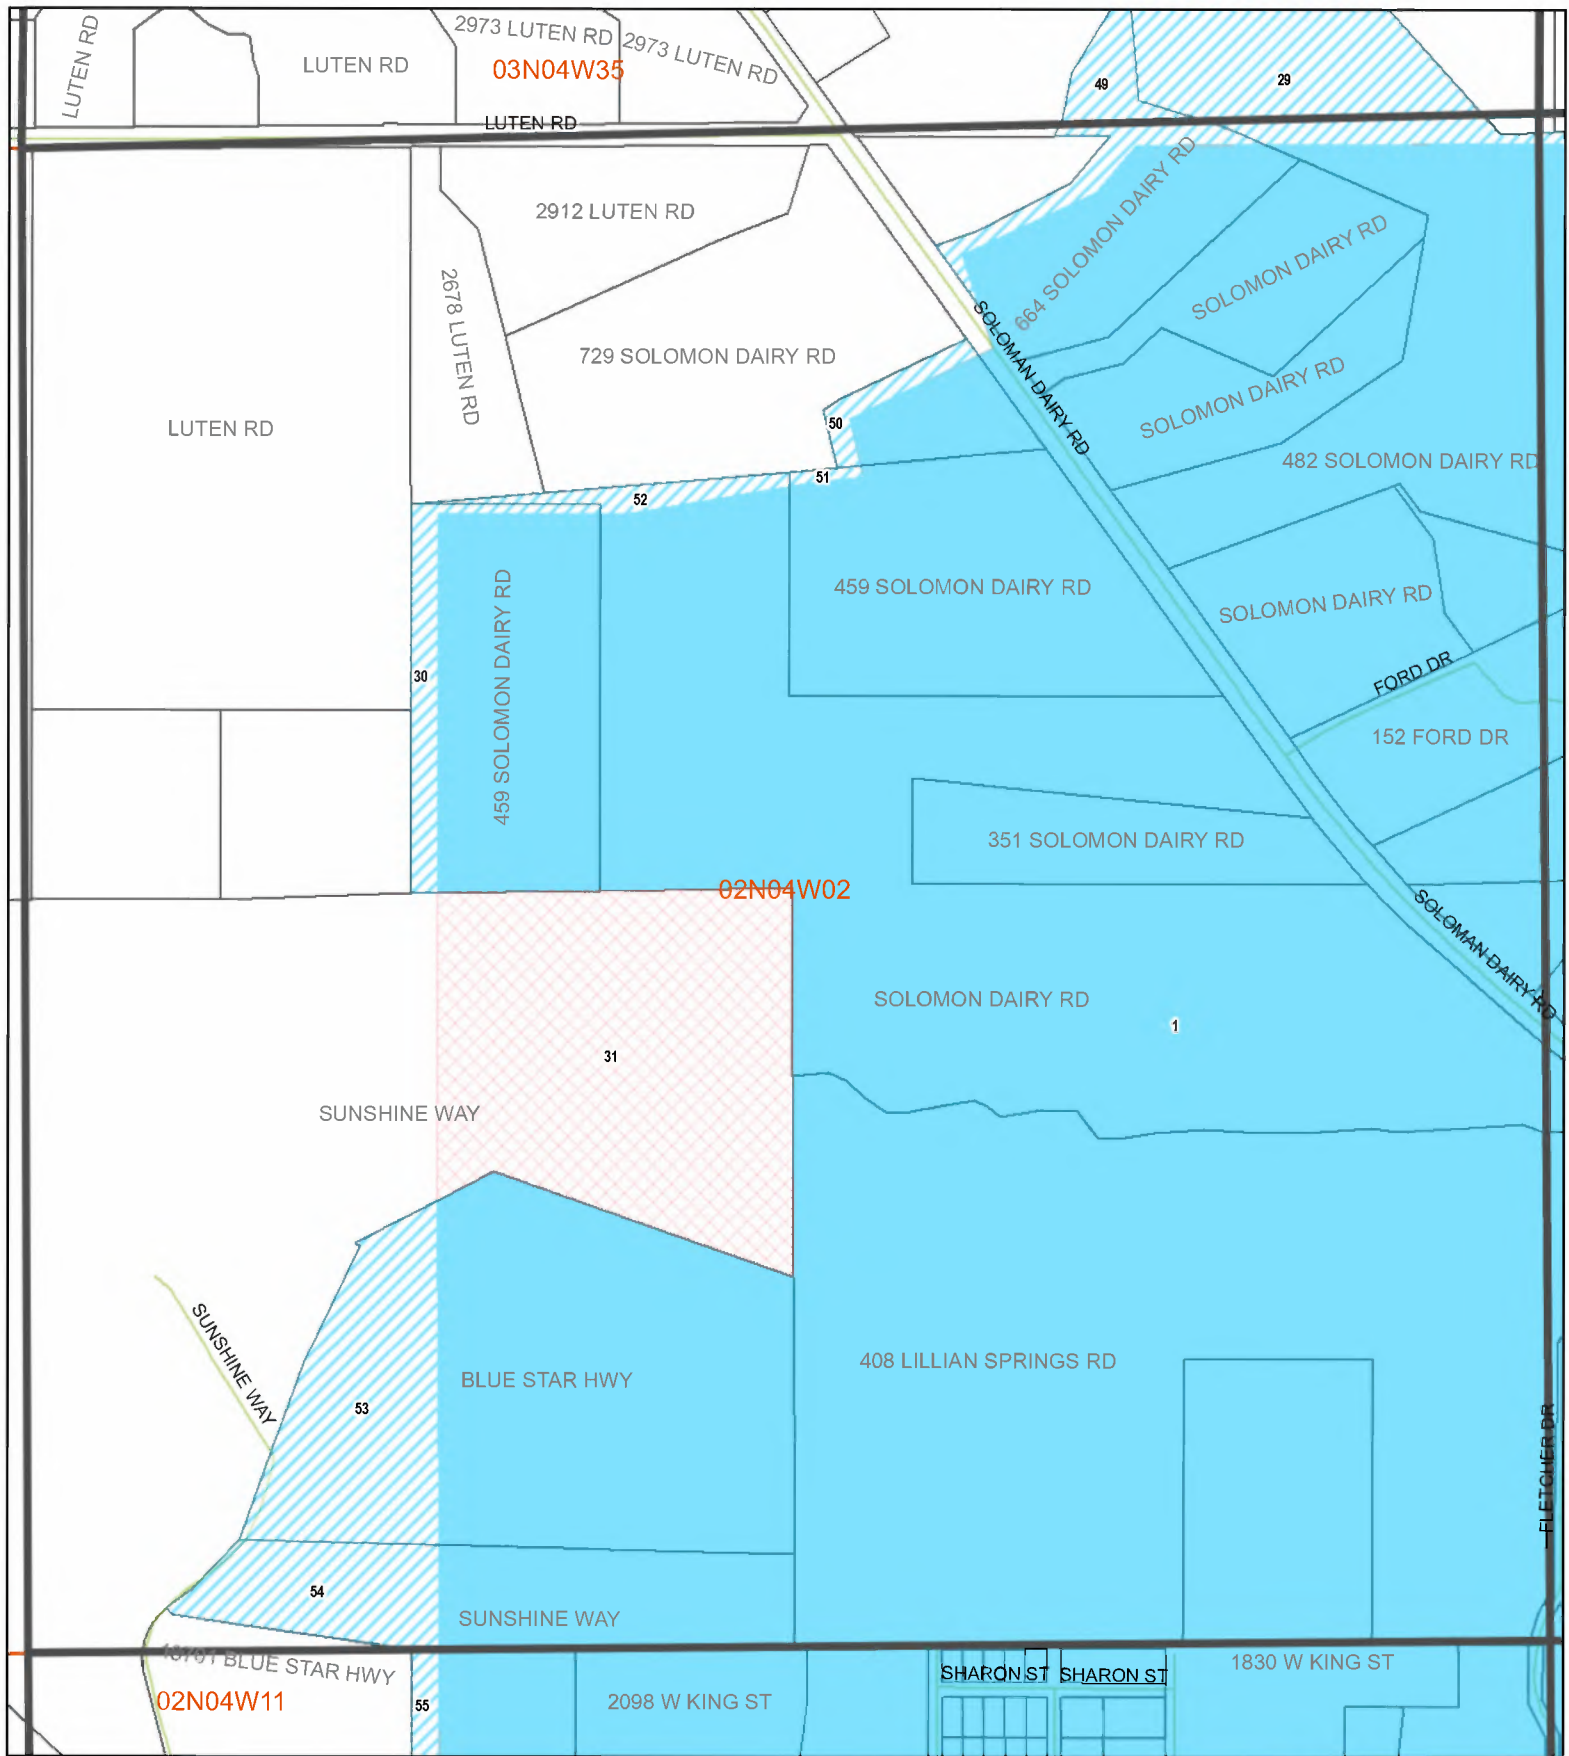 LUTEN RD
LUTEN RD
2973 LUTEN RD
2973 LUTEN RD
03N04W35
49
29
LUTEN RD
2912 LUTEN RD
664 SOLOMON DAIRY RD
SOLOMON DAIRY RD
2678 LUTEN RD
729 SOLOMON DAIRY RD
SOLOMAN DAIRY RD
SOLOMON DAIRY RD
LUTEN RD
50
482 SOLOMON DAIRY RD
51
52
459 SOLOMON DAIRY RD
459 SOLOMON DAIRY RD
SOLOMON DAIRY RD
30
FORD DR
152 FORD DR
351 SOLOMON DAIRY RD
02N04W02
SOLOMAN DAIRY RD
SOLOMON DAIRY RD
1
31
SUNSHINE WAY
SUNSHINE WAY
408 LILLIAN SPRINGS RD
BLUE STAR HWY
53
FLETCHER DR
54
SUNSHINE WAY
BLUE STAR HWY
SHARON ST
SHARON ST
1830 W KING ST
02N04W11
55
2098 W KING ST